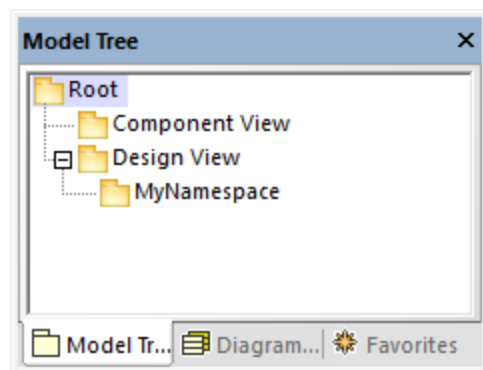 Model Tree
Root
Component View
Design View
MyNamespace
Model Tr... Diagram... Favorites